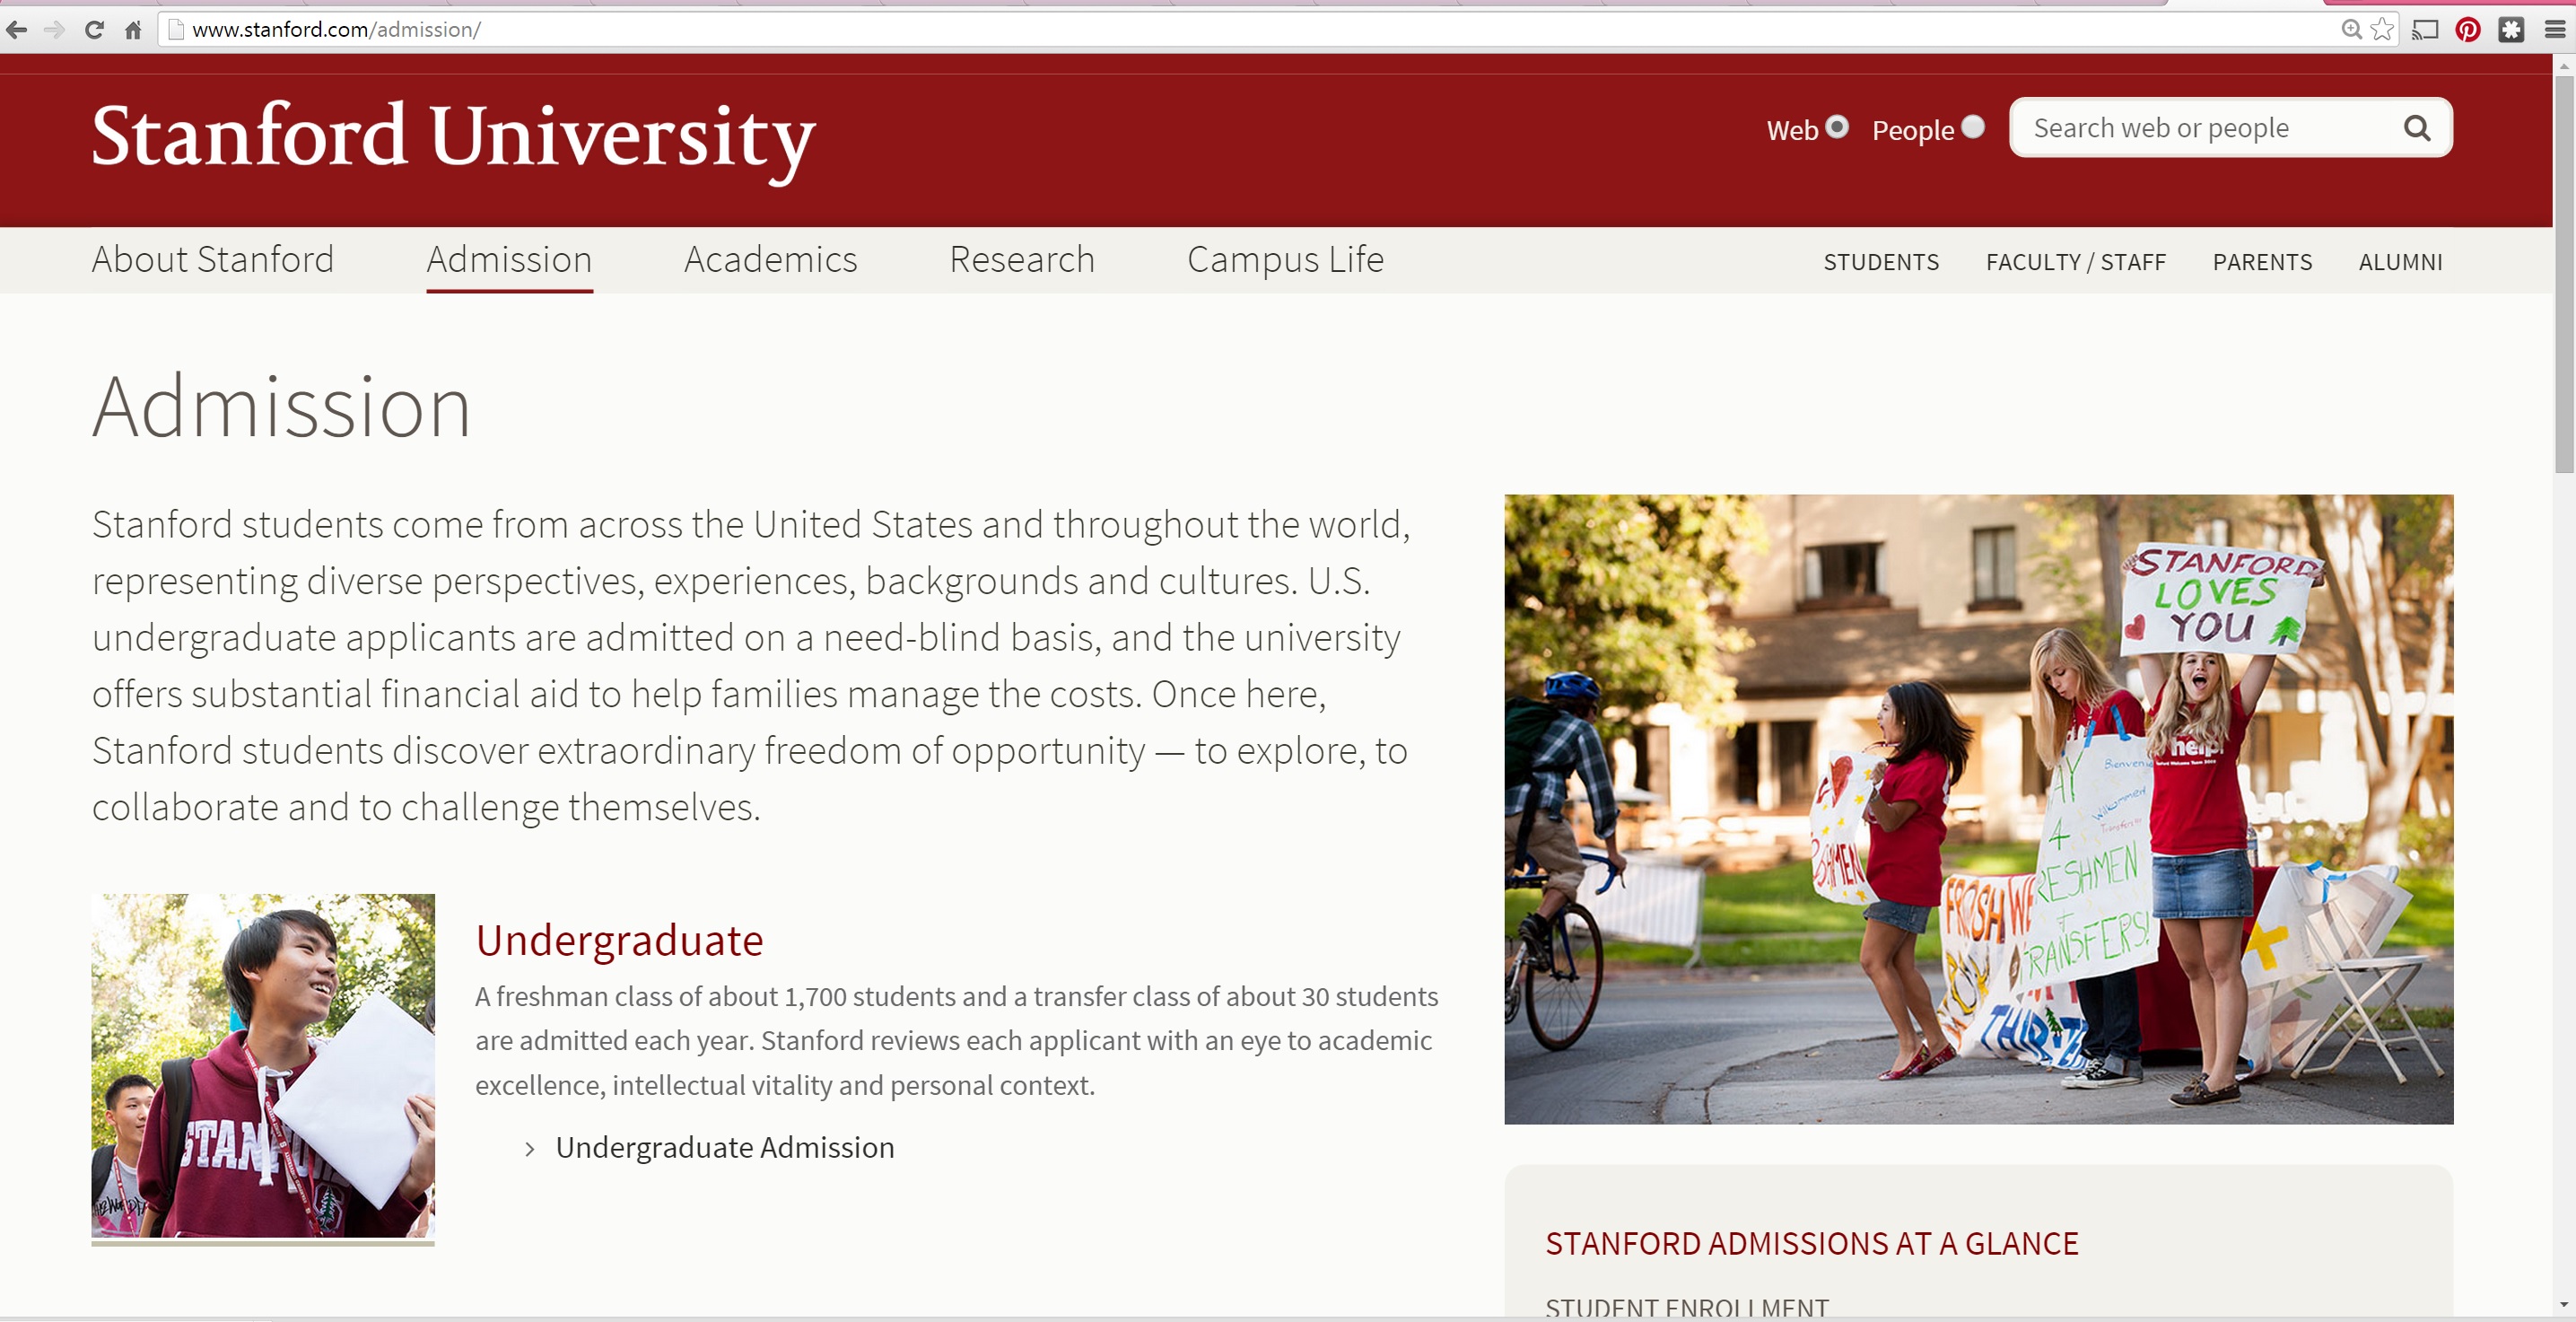 www.stanford.com/admission/
Stanford University
Web People Search web or people
About Stanford Admission Academics Research Campus Life STUDENTS FACULTY / STAFF PARENTS ALUMNI
Admission
Stanford students come from across the United States and throughout the world,
representing diverse perspectives, experiences, backgrounds and cultures. U.S.
undergraduate applicants are admitted on a need-blind basis, and the university
offers substantial financial aid to help families manage the costs. Once here,
Stanford students discover extraordinary freedom of opportunity — to explore, to
collaborate and to challenge themselves.
Undergraduate
A freshman class of about 1,700 students and a transfer class of about 30 students
are admitted each year. Stanford reviews each applicant with an eye to academic
excellence, intellectual vitality and personal context.
Undergraduate Admission
STANFORD
LOVES
YOU
help!
4
RESHMEN
TRANSFERS!
Willkommen
FROSH
STANFORD ADMISSIONS AT A GLANCE
STUDENT ENROLLMENT